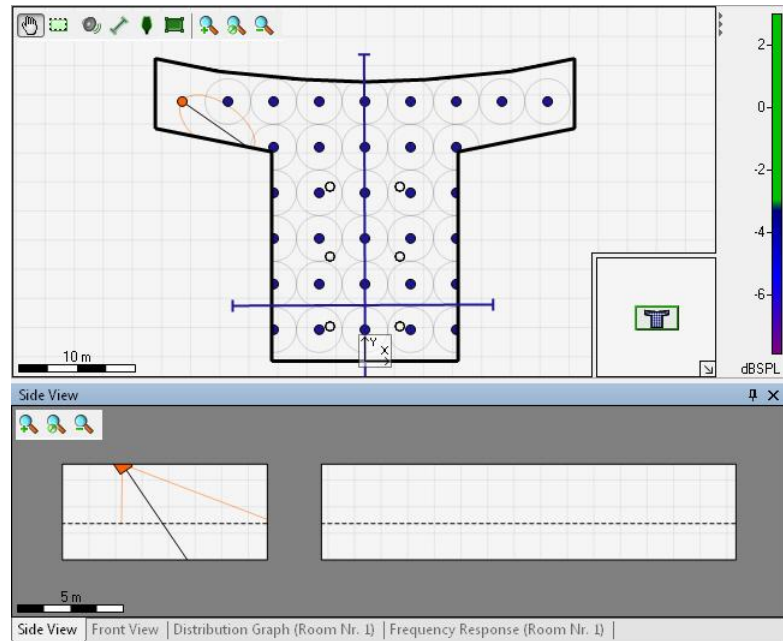 2-
0-
-2-
-4-
-6-
dBSPL
10 m
Y
X
Side View
5 m
Side View Front View Distribution Graph (Room Nr. 1) Frequency Response (Room Nr. 1)